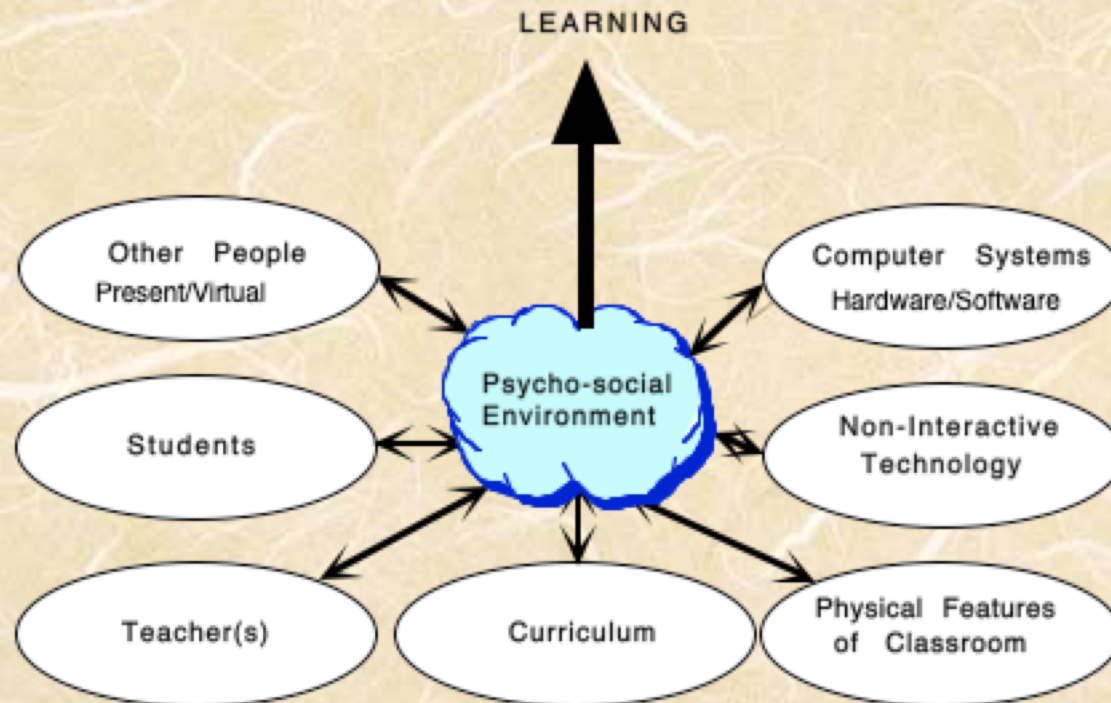 LEARNING
Other People
Present/Virtual
Computer Systems
Hardware/Software
Psycho-social
Environment
Students
Non-Interactive
Technology
Teacher(s)
Curriculum
Physical Features
of Classroom